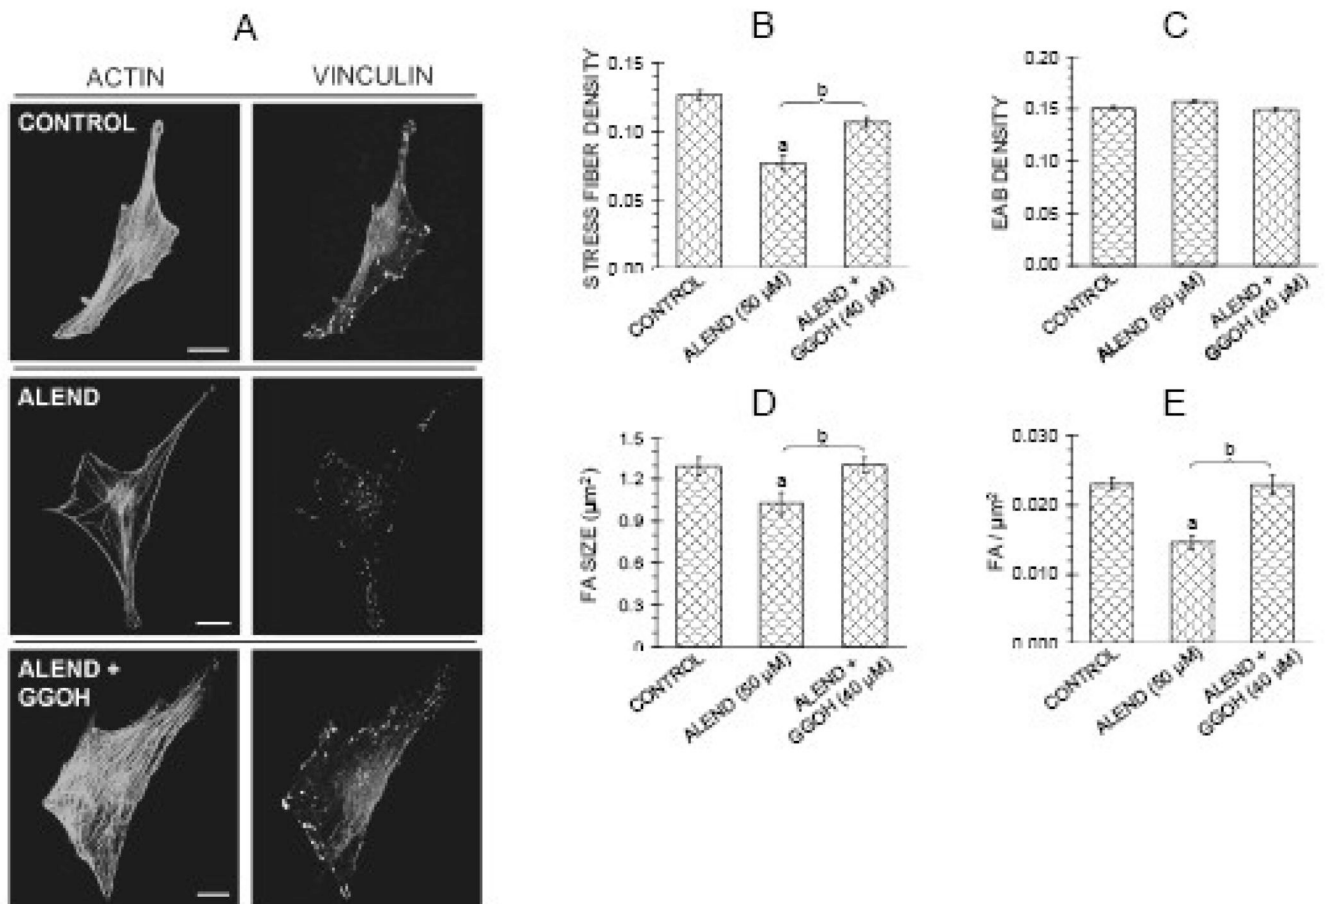 A
ACTIN VINCULIN
CONTROL
ALEND
ALEND +
GGOH
B
STRESS FIBER DENSITY
0.15
0.10
0.05
0.00
a
b
CONTROL
ALEND (50 µM)
ALEND +
GGOH (40 µM)
C
EAB DENSITY
0.20
0.15
0.10
0.05
0.00
CONTROL
ALEND (50 µM)
ALEND +
GGOH (40 µM)
D
FA SIZE (µm²)
1.5
1.2
0.9
0.6
0.3
0
a
b
CONTROL
ALEND (50 µM)
ALEND +
GGOH (40 µM)
E
FA / µm²
0.030
0.020
0.010
0.000
a
b
CONTROL
ALEND (50 µM)
ALEND +
GGOH (40 µM)